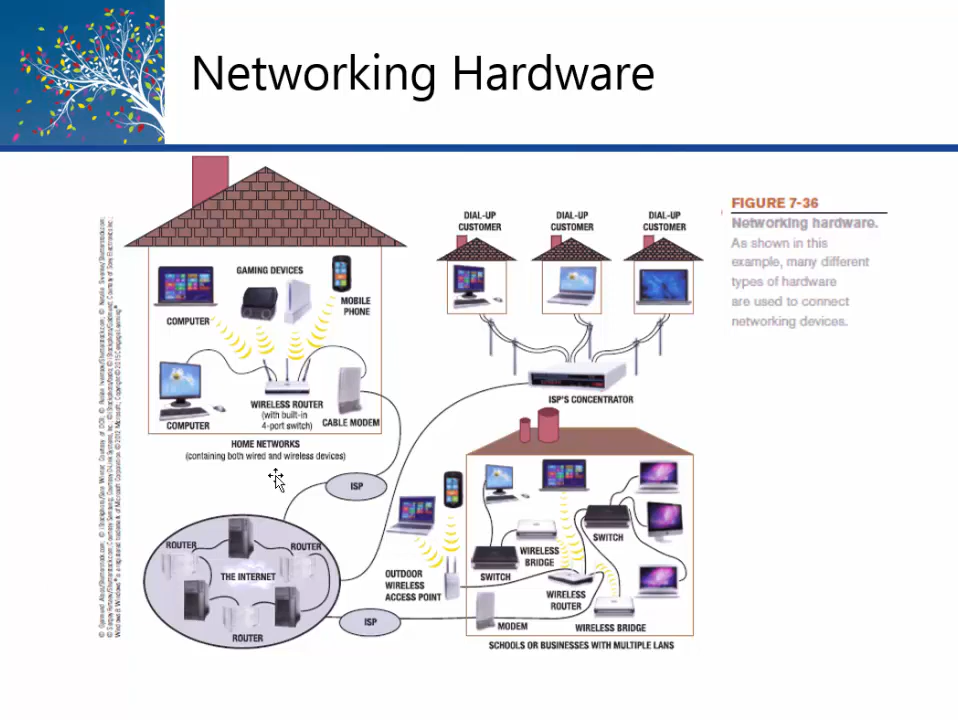 Networking Hardware
FIGURE 7-36
Networking hardware.
As shown in this
example, many different
types of hardware
are used to connect
networking devices.
GAMING DEVICES
COMPUTER
MOBILE
PHONE
COMPUTER
WIRELESS ROUTER
(with built-in
4-port switch)
CABLE MODEM
HOME NETWORKS
(containing both wired and wireless devices)
DIAL-UP
CUSTOMER
DIAL-UP
CUSTOMER
DIAL-UP
CUSTOMER
ISP'S CONCENTRATOR
ISP
ROUTER
ROUTER
THE INTERNET
ROUTER
ISP
OUTDOOR
WIRELESS
ACCESS POINT
SWITCH
WIRELESS
BRIDGE
SWITCH
WIRELESS
ROUTER
MODEM
WIRELESS BRIDGE
SCHOOLS OR BUSINESSES WITH MULTIPLE LANS